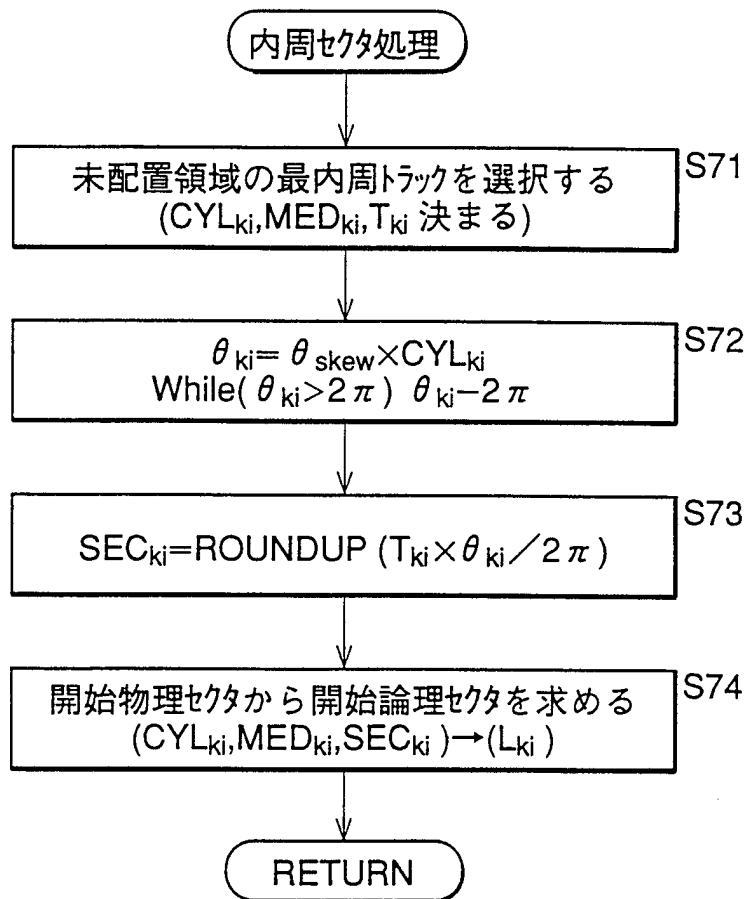 内周セクタ処理
S71
未配置領域の最内周トラックを選択する
(CYLki,MEDki,Tki 決まる)
S72
θki= θskew×CYLki
While( θki>2π) θki−2π
S73
SECki=ROUNDUP (Tki×θki／2π)
S74
開始物理セクタから開始論理セクタを求める
(CYLki,MEDki,SECki )→(Lki )
RETURN